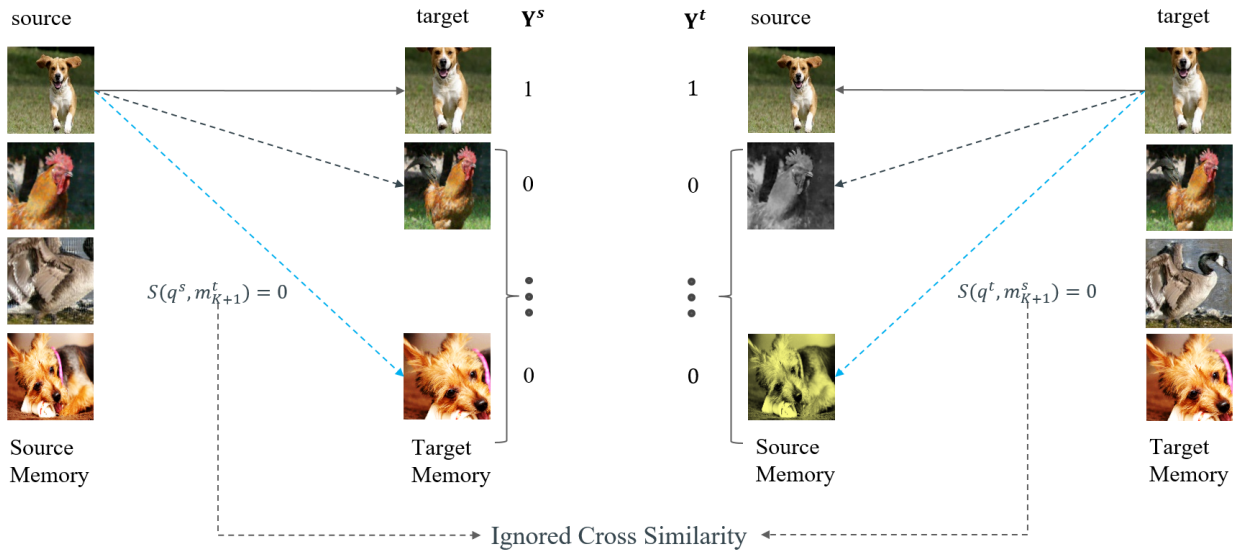 source
target
Y^s
Y^t
source
target
1
1
0
0
S(q^s, m^t_{K+1}) = 0
S(q^t, m^s_{K+1}) = 0
0
0
Source
Memory
Target
Memory
Source
Memory
Target
Memory
Ignored Cross Similarity